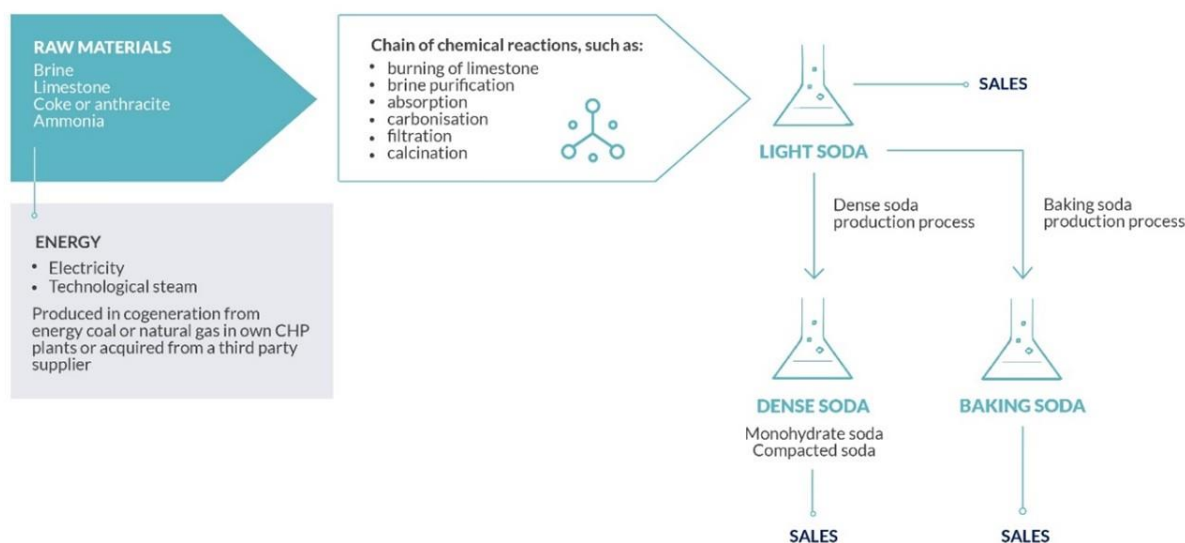 RAW MATERIALS
Brine
Limestone
Coke or anthracite
Ammonia
Chain of chemical reactions, such as:
• burning of limestone
• brine purification
• absorption
• carbonisation
• filtration
• calcination
SALES
LIGHT SODA
ENERGY
• Electricity
• Technological steam
Produced in cogeneration from
energy coal or natural gas in own CHP
plants or acquired from a third party
supplier
Dense soda
production process
Baking soda
production process
DENSE SODA
Monohydrate soda
Compacted soda
BAKING SODA
SALES
SALES